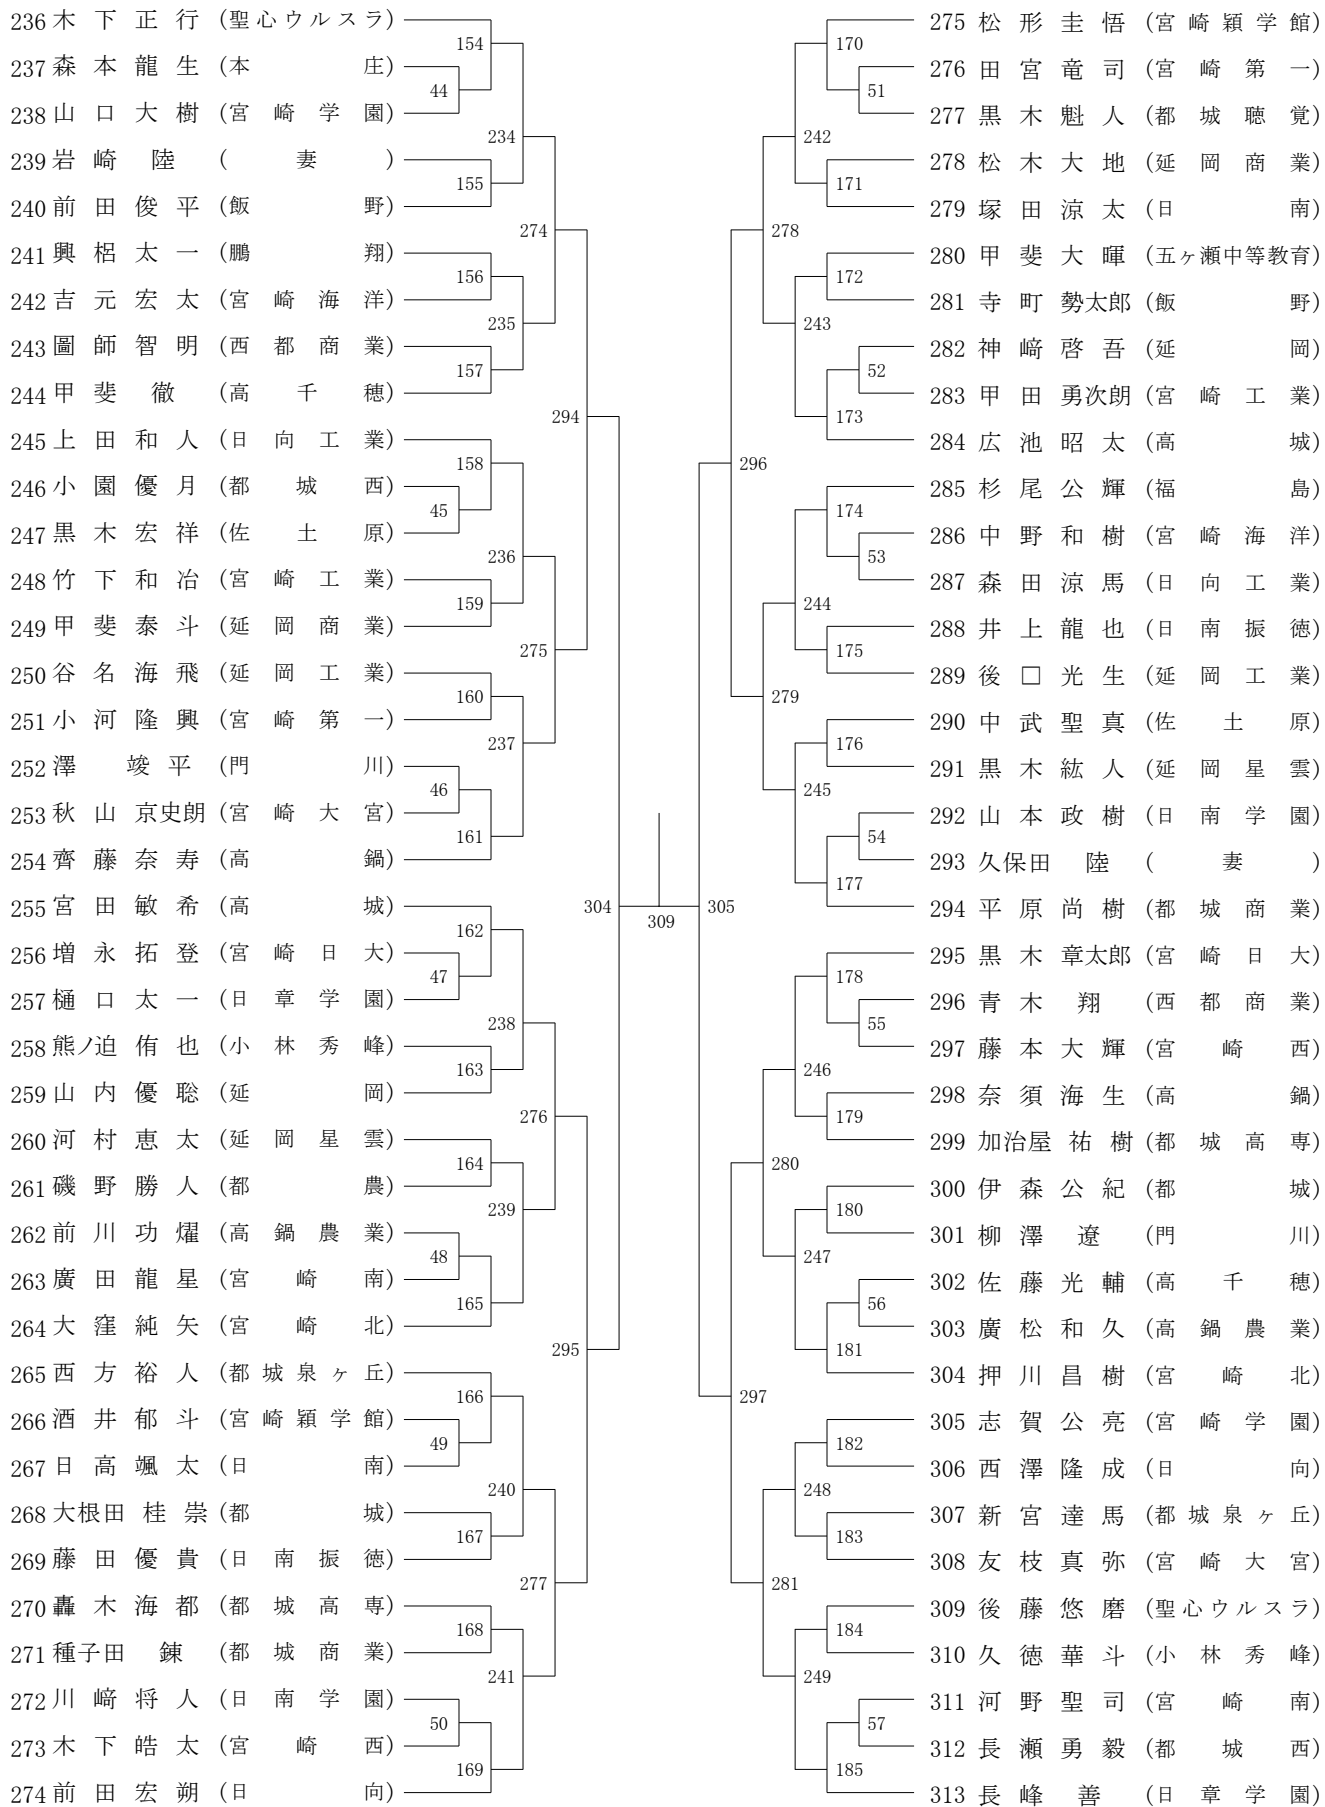 236 木下正行 (聖心ウルスラ)
237 森本龍生 (本庄)
238 山口大樹 (宮崎学園)
239 岩崎陸 (妻)
240 前田俊平 (飯野)
241 興梠太一 (鵬翔)
242 吉元宏太 (宮崎海洋)
243 圖師智明 (西都商業)
244 甲斐徹 (高千穂)
245 上田和人 (日向工業)
246 小園優月 (都城西)
247 黒木宏祥 (佐土原)
248 竹下和冶 (宮崎工業)
249 甲斐泰斗 (延岡商業)
250 谷名海飛 (延岡工業)
251 小河隆興 (宮崎第一)
252 澤竣平 (門川)
253 秋山京史朗 (宮崎大宮)
254 齊藤奈寿 (高鍋)
255 宮田敏希 (高城)
256 増永拓登 (宮崎日大)
257 樋口太一 (日章学園)
258 熊ノ迫侑也 (小林秀峰)
259 山内優聡 (延岡)
260 河村恵太 (延岡星雲)
261 磯野勝人 (都農)
262 前川功燿 (高鍋農業)
263 廣田龍星 (宮崎南)
264 大窪純矢 (宮崎北)
265 西方裕人 (都城泉ヶ丘)
266 酒井郁斗 (宮崎穎学館)
267 日高颯太 (日南)
268 大根田桂崇 (都城)
269 藤田優貴 (日南振徳)
270 轟木海都 (都城高専)
271 種子田錬 (都城商業)
272 川﨑将人 (日南学園)
273 木下皓太 (宮崎西)
274 前田宏朔 (日向)
154
44
234
155
274
156
235
157
294
158
45
236
159
275
160
237
46
161
304
162
47
238
163
276
164
239
48
165
295
166
49
240
167
277
168
241
50
169
309
275 松形圭悟 (宮崎穎学館)
276 田宮竜司 (宮崎第一)
277 黒木魁人 (都城聴覚)
278 松木大地 (延岡商業)
279 塚田涼太 (日南)
280 甲斐大暉 (五ヶ瀬中等教育)
281 寺町勢太郎 (飯野)
282 神﨑啓吾 (延岡)
283 甲田勇次朗 (宮崎工業)
284 広池昭太 (高城)
285 杉尾公輝 (福島)
286 中野和樹 (宮崎海洋)
287 森田涼馬 (日向工業)
288 井上龍也 (日南振徳)
289 後□光生 (延岡工業)
290 中武聖真 (佐土原)
291 黒木紘人 (延岡星雲)
292 山本政樹 (日南学園)
293 久保田陸 (妻)
294 平原尚樹 (都城商業)
295 黒木章太郎 (宮崎日大)
296 青木翔 (西都商業)
297 藤本大輝 (宮崎西)
298 奈須海生 (高鍋)
299 加治屋祐樹 (都城高専)
300 伊森公紀 (都城)
301 柳澤遼 (門川)
302 佐藤光輔 (高千穂)
303 廣松和久 (高鍋農業)
304 押川昌樹 (宮崎北)
305 志賀公亮 (宮崎学園)
306 西澤隆成 (日向)
307 新宮達馬 (都城泉ヶ丘)
308 友枝真弥 (宮崎大宮)
309 後藤悠磨 (聖心ウルスラ)
310 久徳華斗 (小林秀峰)
311 河野聖司 (宮崎南)
312 長瀬勇毅 (都城西)
313 長峰善 (日章学園)
170
51
242
171
278
172
243
52
173
296
174
53
244
175
279
176
245
54
177
305
178
55
246
179
280
180
247
56
181
297
182
248
183
281
184
249
57
185